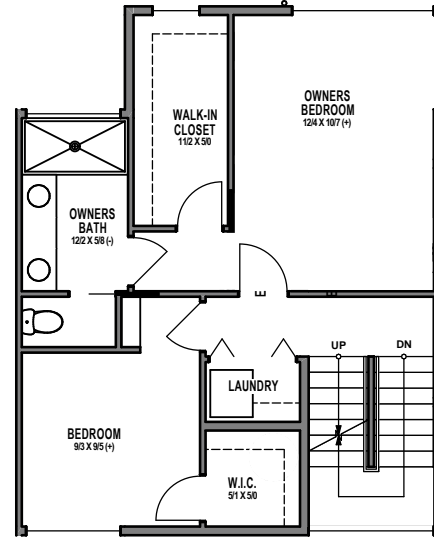 WALK-IN
CLOSET
11/2 X 5/0
OWNERS
BEDROOM
12/4 X 10/7 (+)
OWNERS
BATH
12/2 X 5/8 (-)
UP
DN
LAUNDRY
BEDROOM
9/3 X 9/5 (+)
W.I.C.
5/1 X 5/0